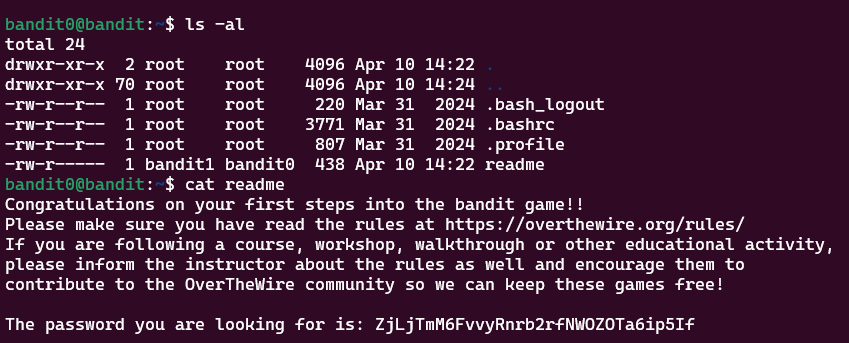 bandit0@bandit:~$ ls -al
total 24
drwxr-xr-x  2 root    root    4096 Apr 10 14:22 .
drwxr-xr-x 70 root    root    4096 Apr 10 14:24 ..
-rw-r--r--  1 root    root     220 Mar 31  2024 .bash_logout
-rw-r--r--  1 root    root    3771 Mar 31  2024 .bashrc
-rw-r--r--  1 root    root     807 Mar 31  2024 .profile
-rw-r-----  1 bandit1 bandit0  438 Apr 10 14:22 readme
bandit0@bandit:~$ cat readme
Congratulations on your first steps into the bandit game!!
Please make sure you have read the rules at https://overthewire.org/rules/
If you are following a course, workshop, walkthrough or other educational activity,
please inform the instructor about the rules as well and encourage them to
contribute to the OverTheWire community so we can keep these games free!

The password you are looking for is: ZjLjTmM6FvvyRnrb2rfNWOZOTa6ip5If